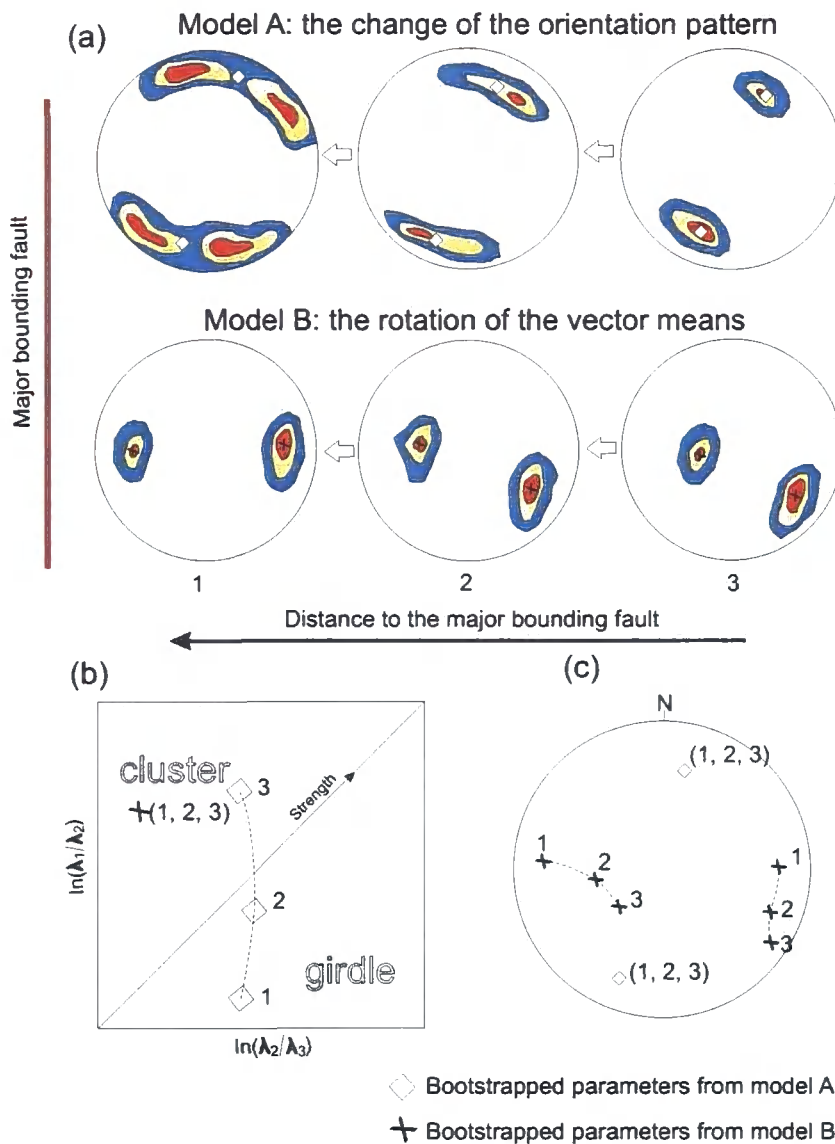 (a)
Model A: the change of the orientation pattern
Major bounding fault
Model B: the rotation of the vector means
1
2
3
Distance to the major bounding fault
(b)
cluster
3
(1, 2, 3)
Strength
2
girdle
1
ln(λ₁/λ₂)
ln(λ₂/λ₃)
(c)
N
(1, 2, 3)
1
2
3
1
2
3
(1, 2, 3)
Bootstrapped parameters from model A
Bootstrapped parameters from model B